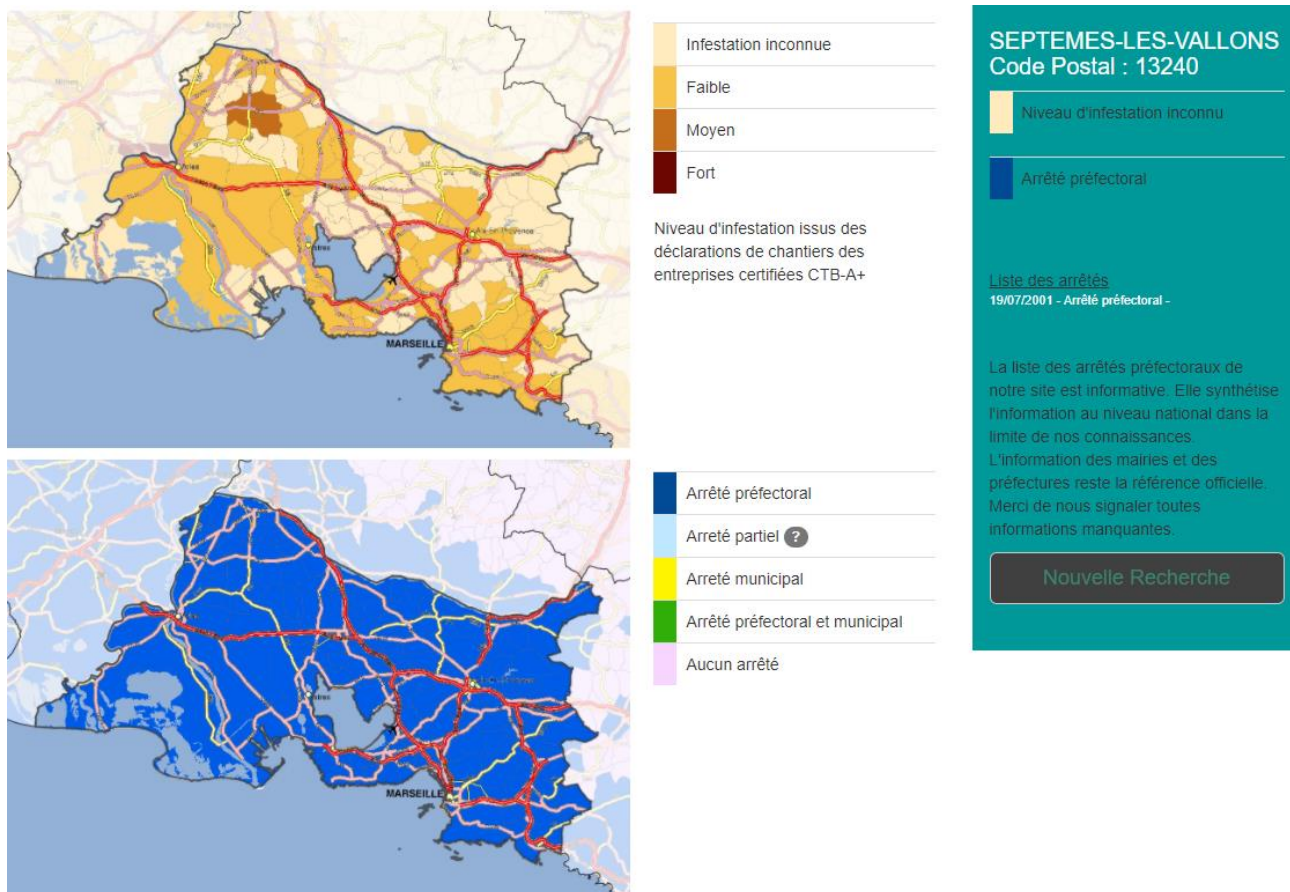 Infestation inconnue
Faible
Moyen
Fort
Niveau d'infestation issus des
déclarations de chantiers des
entreprises certifiées CTB-A+
MARSEILLE
Arrêté préfectoral
Arreté partiel ?
Arreté municipal
Arrêté préfectoral et municipal
Aucun arrêté
MARSEILLE
SEPTEMES-LES-VALLONS
Code Postal : 13240
Niveau d'infestation inconnu
Arrêté préfectoral
Liste des arrêtés
19/07/2001 - Arrêté préfectoral -
La liste des arrêtés préfectoraux de
notre site est informative. Elle synthétise
l'information au niveau national dans la
limite de nos connaissances.
L'information des mairies et des
préfectures reste la référence officielle.
Merci de nous signaler toutes
informations manquantes.
Nouvelle Recherche